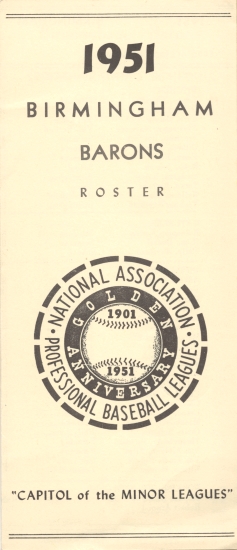 1951
BIRMINGHAM
BARONS
ROSTER
NATIONAL ASSOCIATION
PROFESSIONAL BASEBALL LEAGUES
GOLDEN
ANNIVERSARY
1901
1951
"CAPITOL of the MINOR LEAGUES"